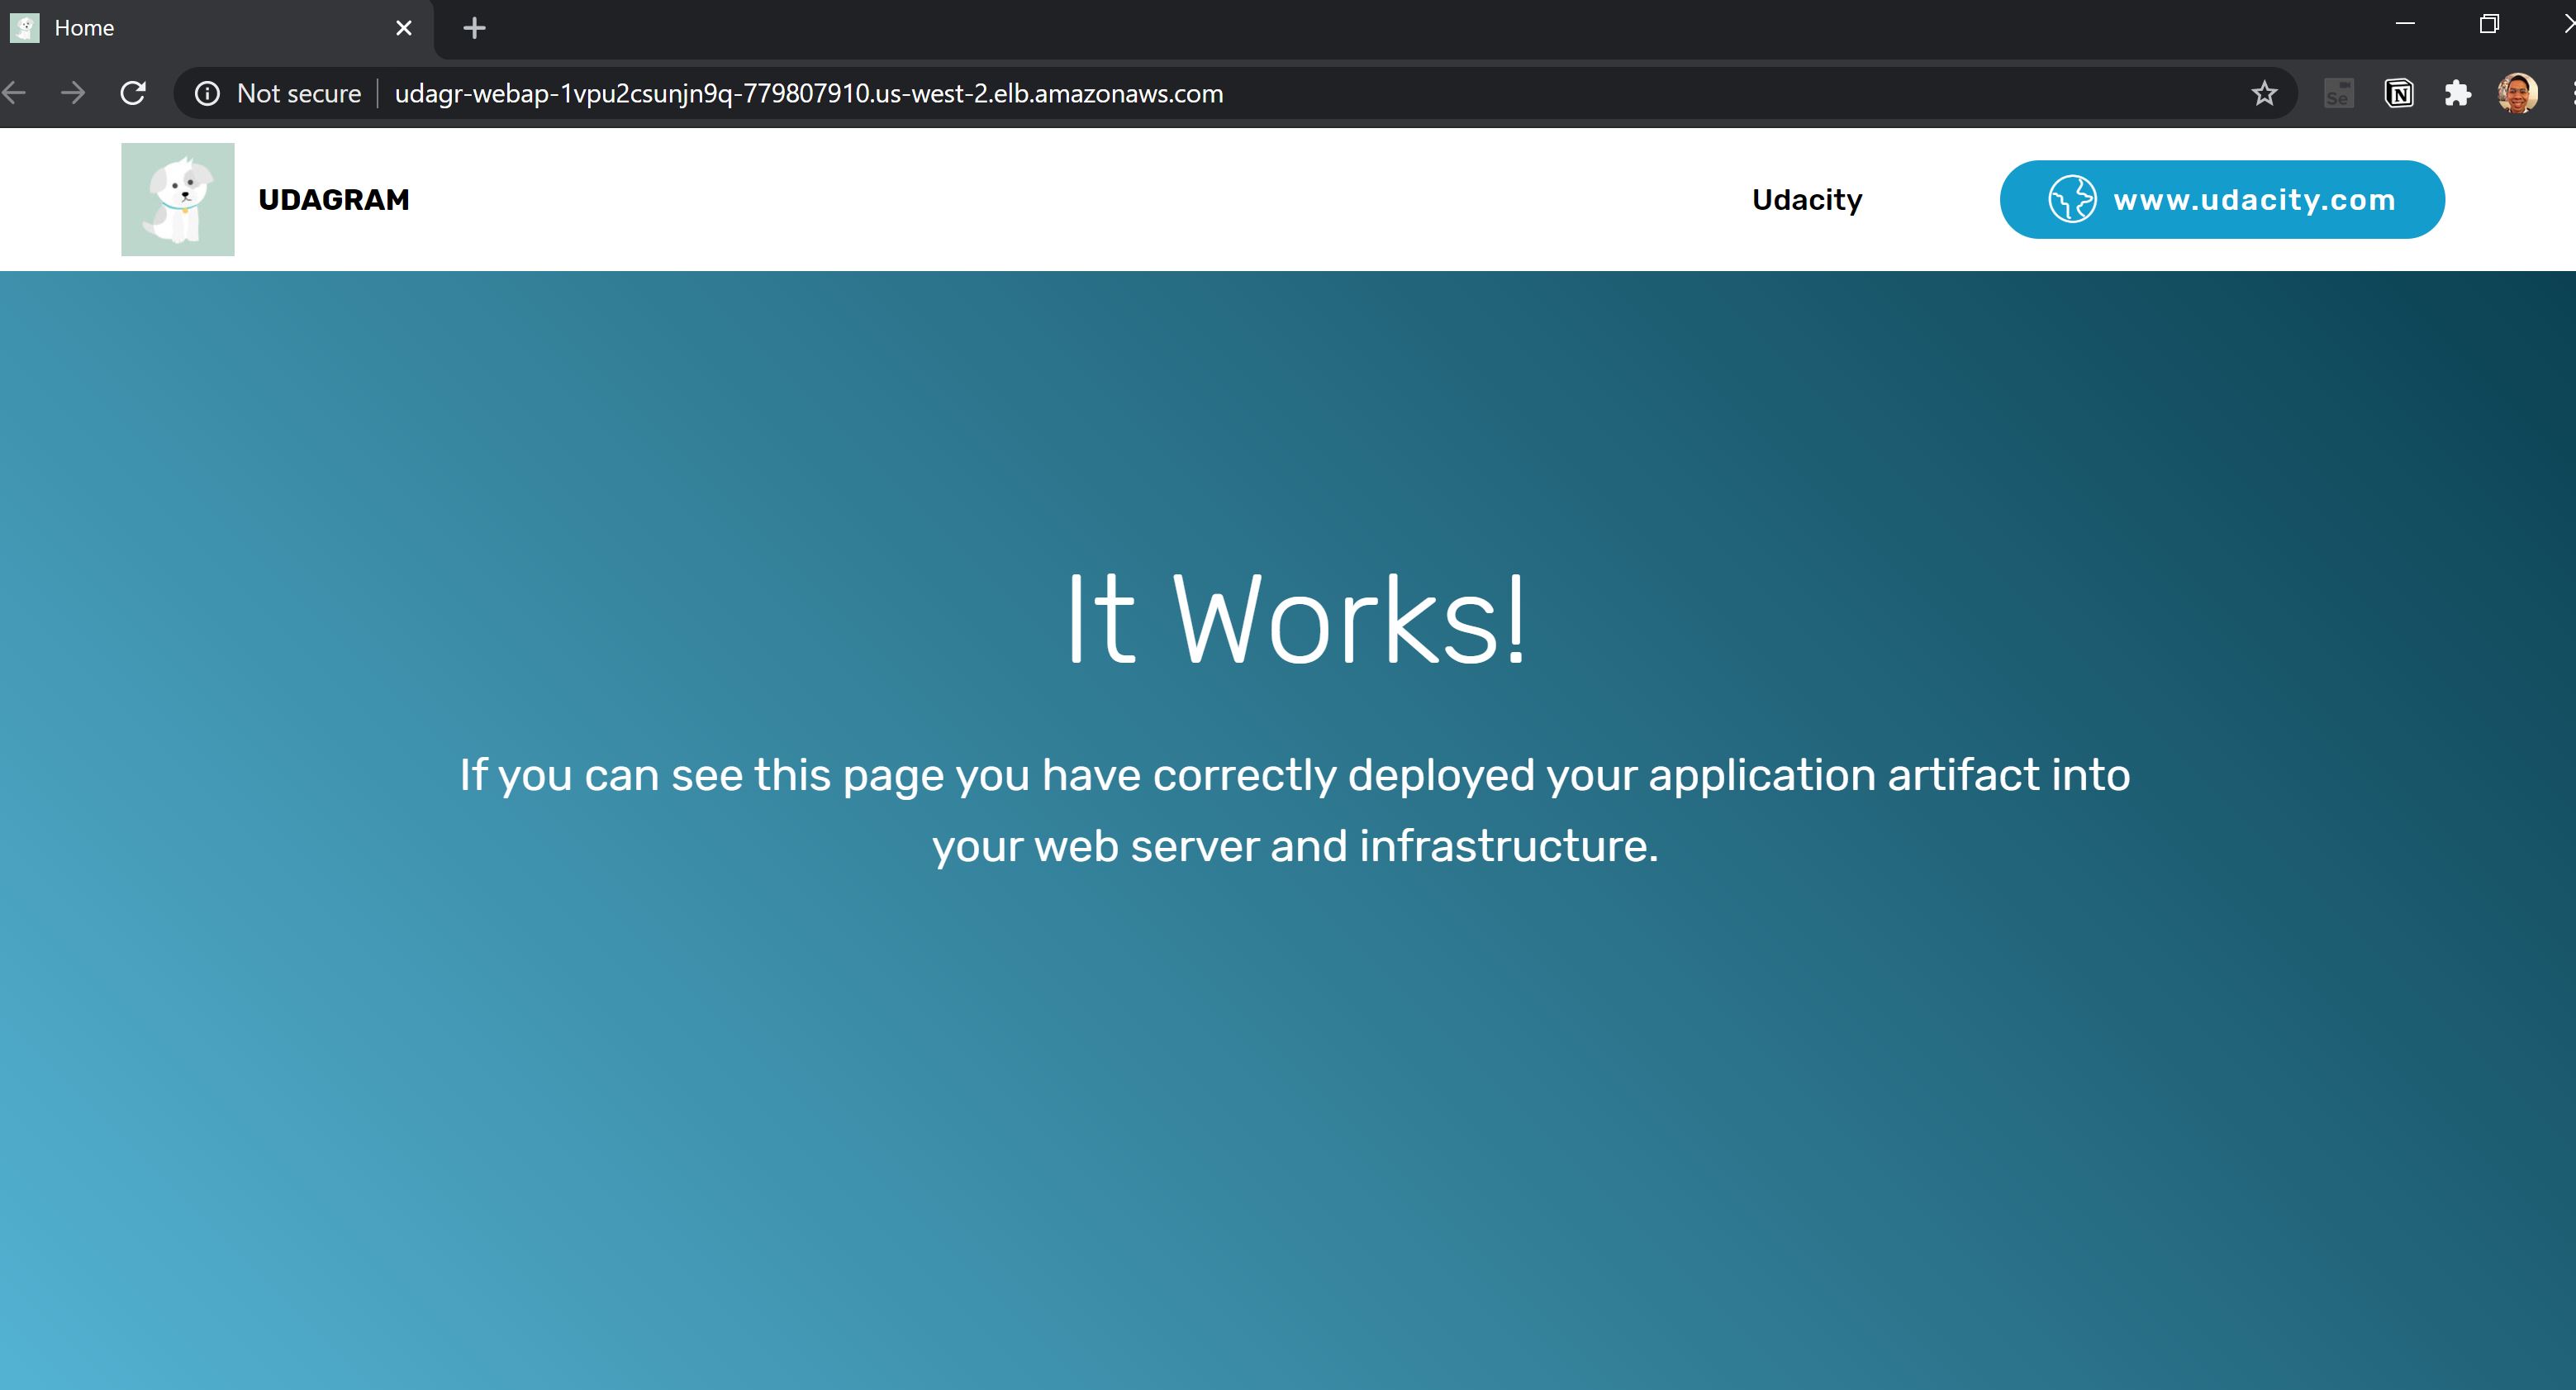 Home
Not secure
udagr-webap-1vpu2csunjn9q-779807910.us-west-2.elb.amazonaws.com
Se
N
UDAGRAM
Udacity
www.udacity.com
It Works!
If you can see this page you have correctly deployed your application artifact into
your web server and infrastructure.